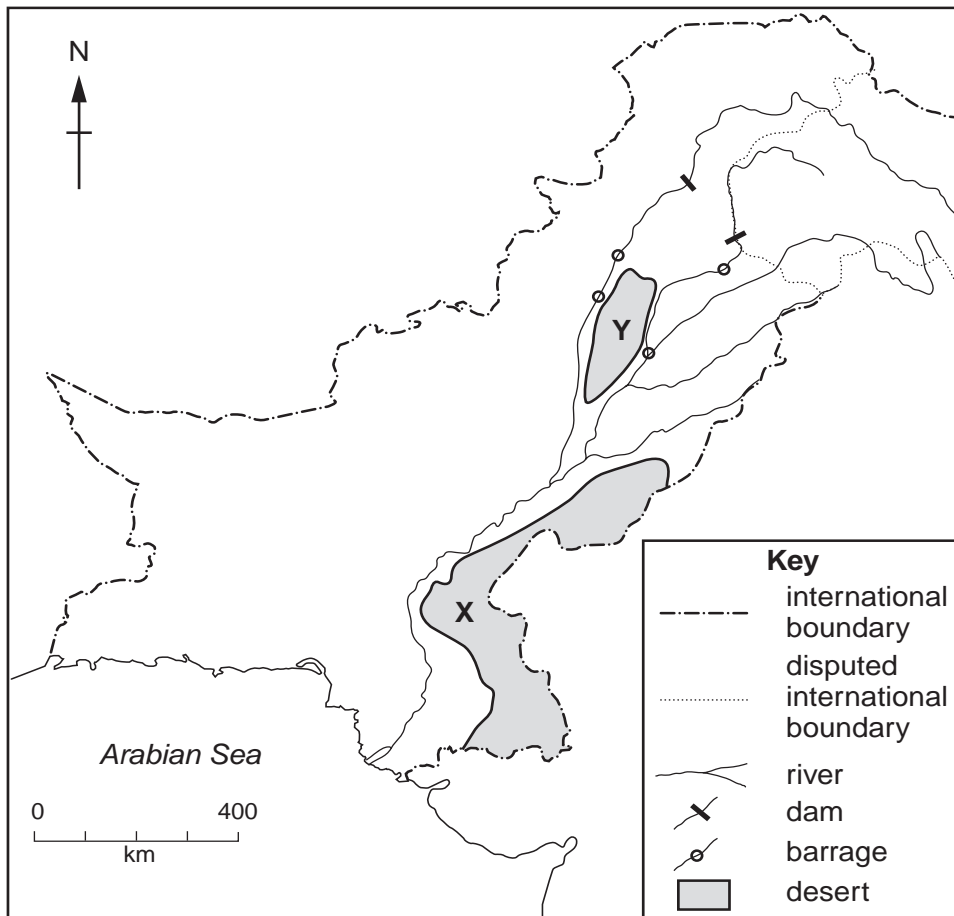 N
Y
X
Arabian Sea
0 400
km
Key
international
boundary
disputed
international
boundary
river
dam
barrage
desert